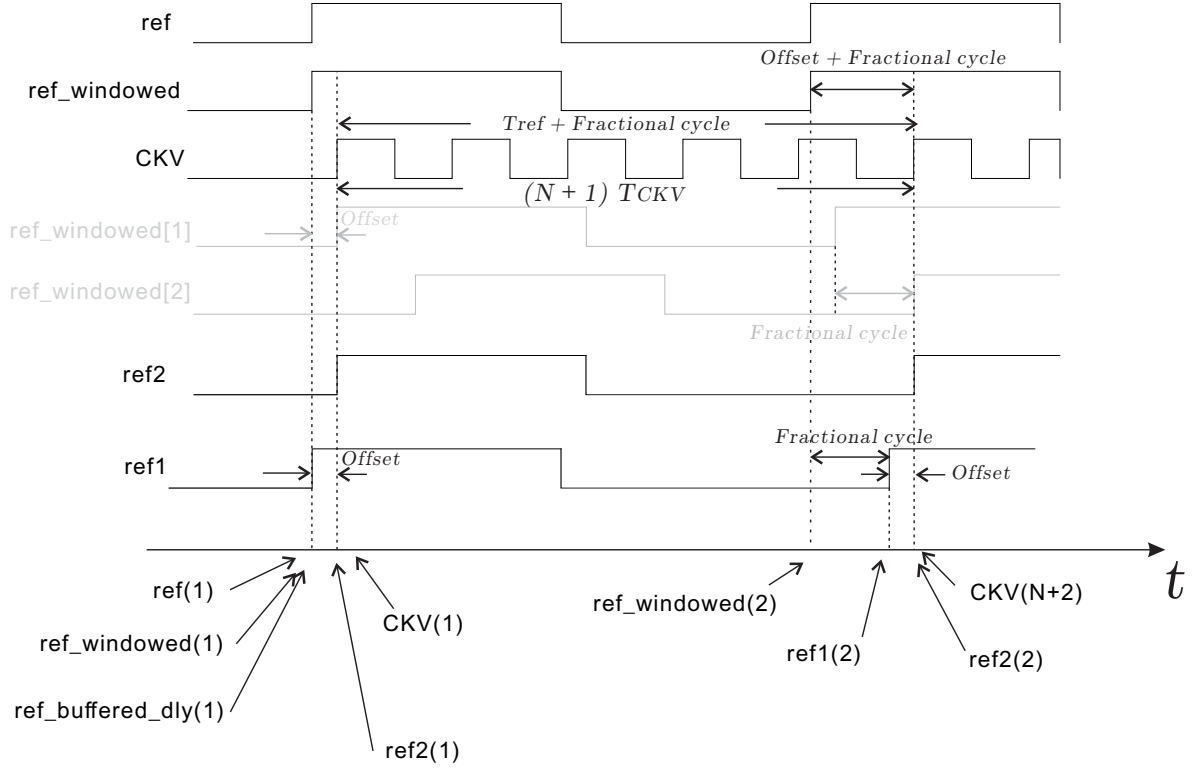 ref
Offset + Fractional cycle
ref_windowed
Tref + Fractional cycle
CKV
(N + 1) TCKV
ref_windowed[1]
Offset
ref_windowed[2]
Fractional cycle
ref2
Fractional cycle
ref1
Offset
Offset
t
ref(1)
CKV(1)
ref_windowed(2)
CKV(N+2)
ref_windowed(1)
ref1(2)
ref2(2)
ref_buffered_dly(1)
ref2(1)